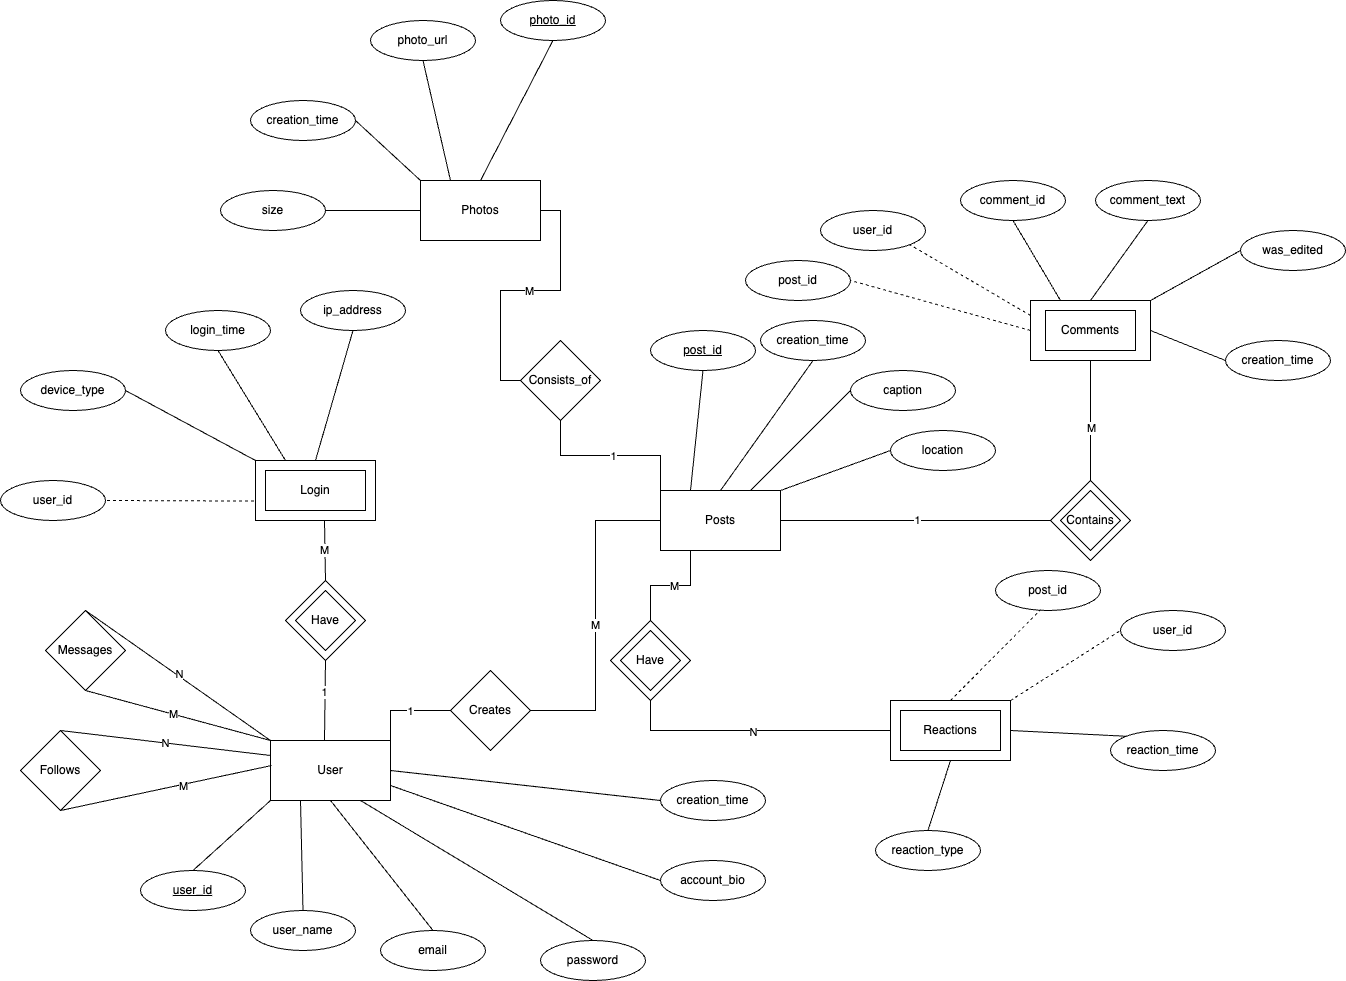 photo_id
photo_url
creation_time
size
Photos
M
Consists_of
1
comment_id
comment_text
user_id
was_edited
post_id
Comments
creation_time
M
post_id
creation_time
caption
location
Posts
1
Contains
ip_address
login_time
device_type
user_id
Login
M
Have
1
M
Have
N
post_id
user_id
Reactions
reaction_time
reaction_type
Messages
N
M
Follows
N
M
M
1
Creates
User
creation_time
account_bio
user_id
user_name
email
password